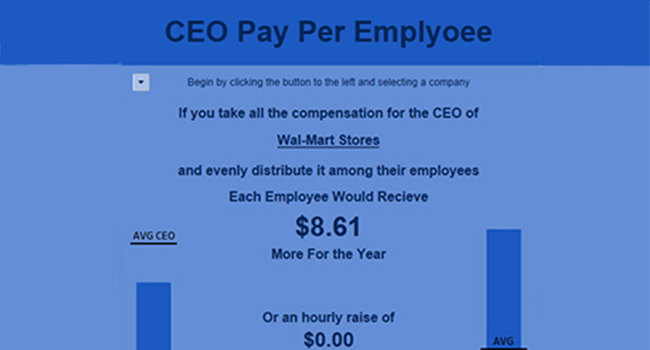 CEO Pay Per Emplyoee
Begin by clicking the button to the left and selecting a company
If you take all the compensation for the CEO of
Wal-Mart Stores
and evenly distribute it among their employees
Each Employee Would Recieve
$8.61
AVG CEO
More For the Year
Or an hourly raise of
$0.00
AVG